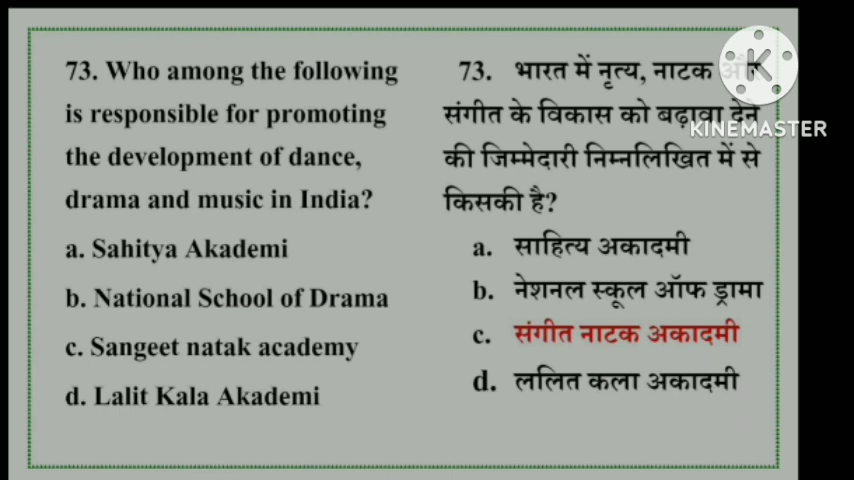 73. Who among the following
is responsible for promoting
the development of dance,
drama and music in India?
a. Sahitya Akademi
b. National School of Drama
c. Sangeet natak academy
d. Lalit Kala Akademi
73. भारत में नृत्य, नाटक और
संगीत के विकास को बढ़ावा देने
की जिम्मेदारी निम्नलिखित में से
किसकी है?
a. साहित्य अकादमी
b. नेशनल स्कूल ऑफ ड्रामा
c. संगीत नाटक अकादमी
d. ललित कला अकादमी
K
KINEMASTER